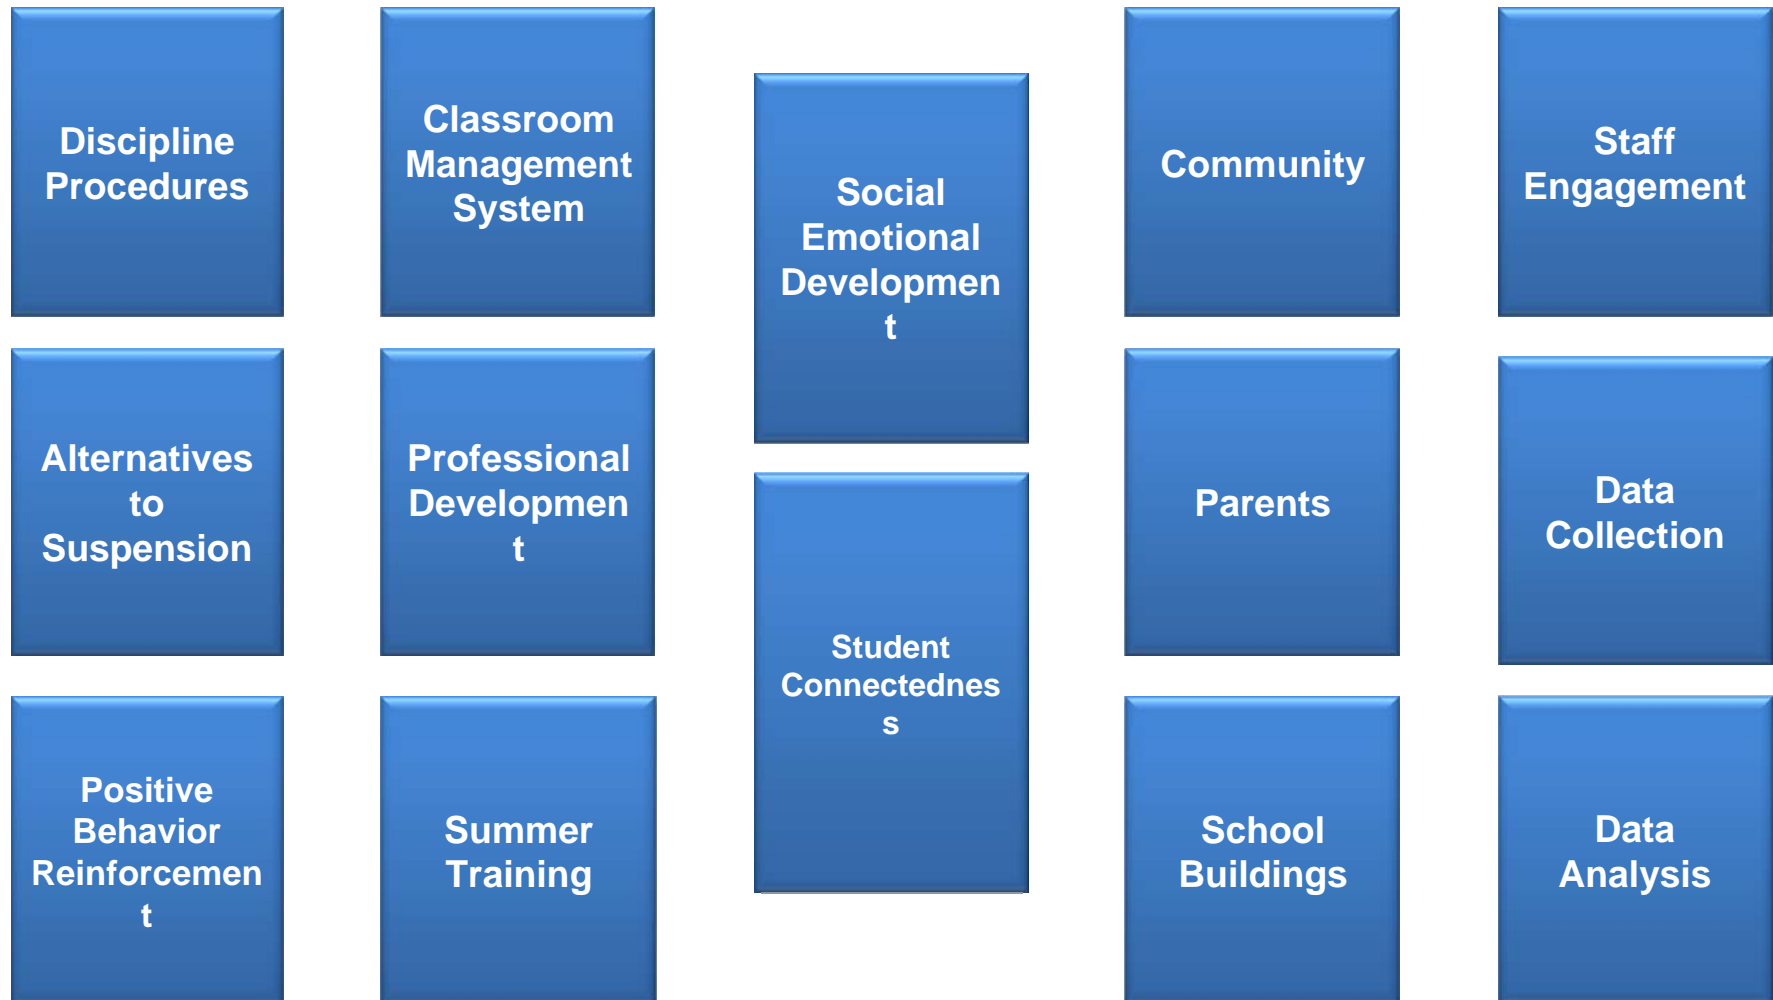 Discipline
Procedures
Classroom
Management
System
Social
Emotional
Developmen
t
Community
Staff
Engagement
Alternatives
to
Suspension
Professional
Developmen
t
Student
Connectednes
s
Parents
Data
Collection
Positive
Behavior
Reinforcemen
t
Summer
Training
School
Buildings
Data
Analysis